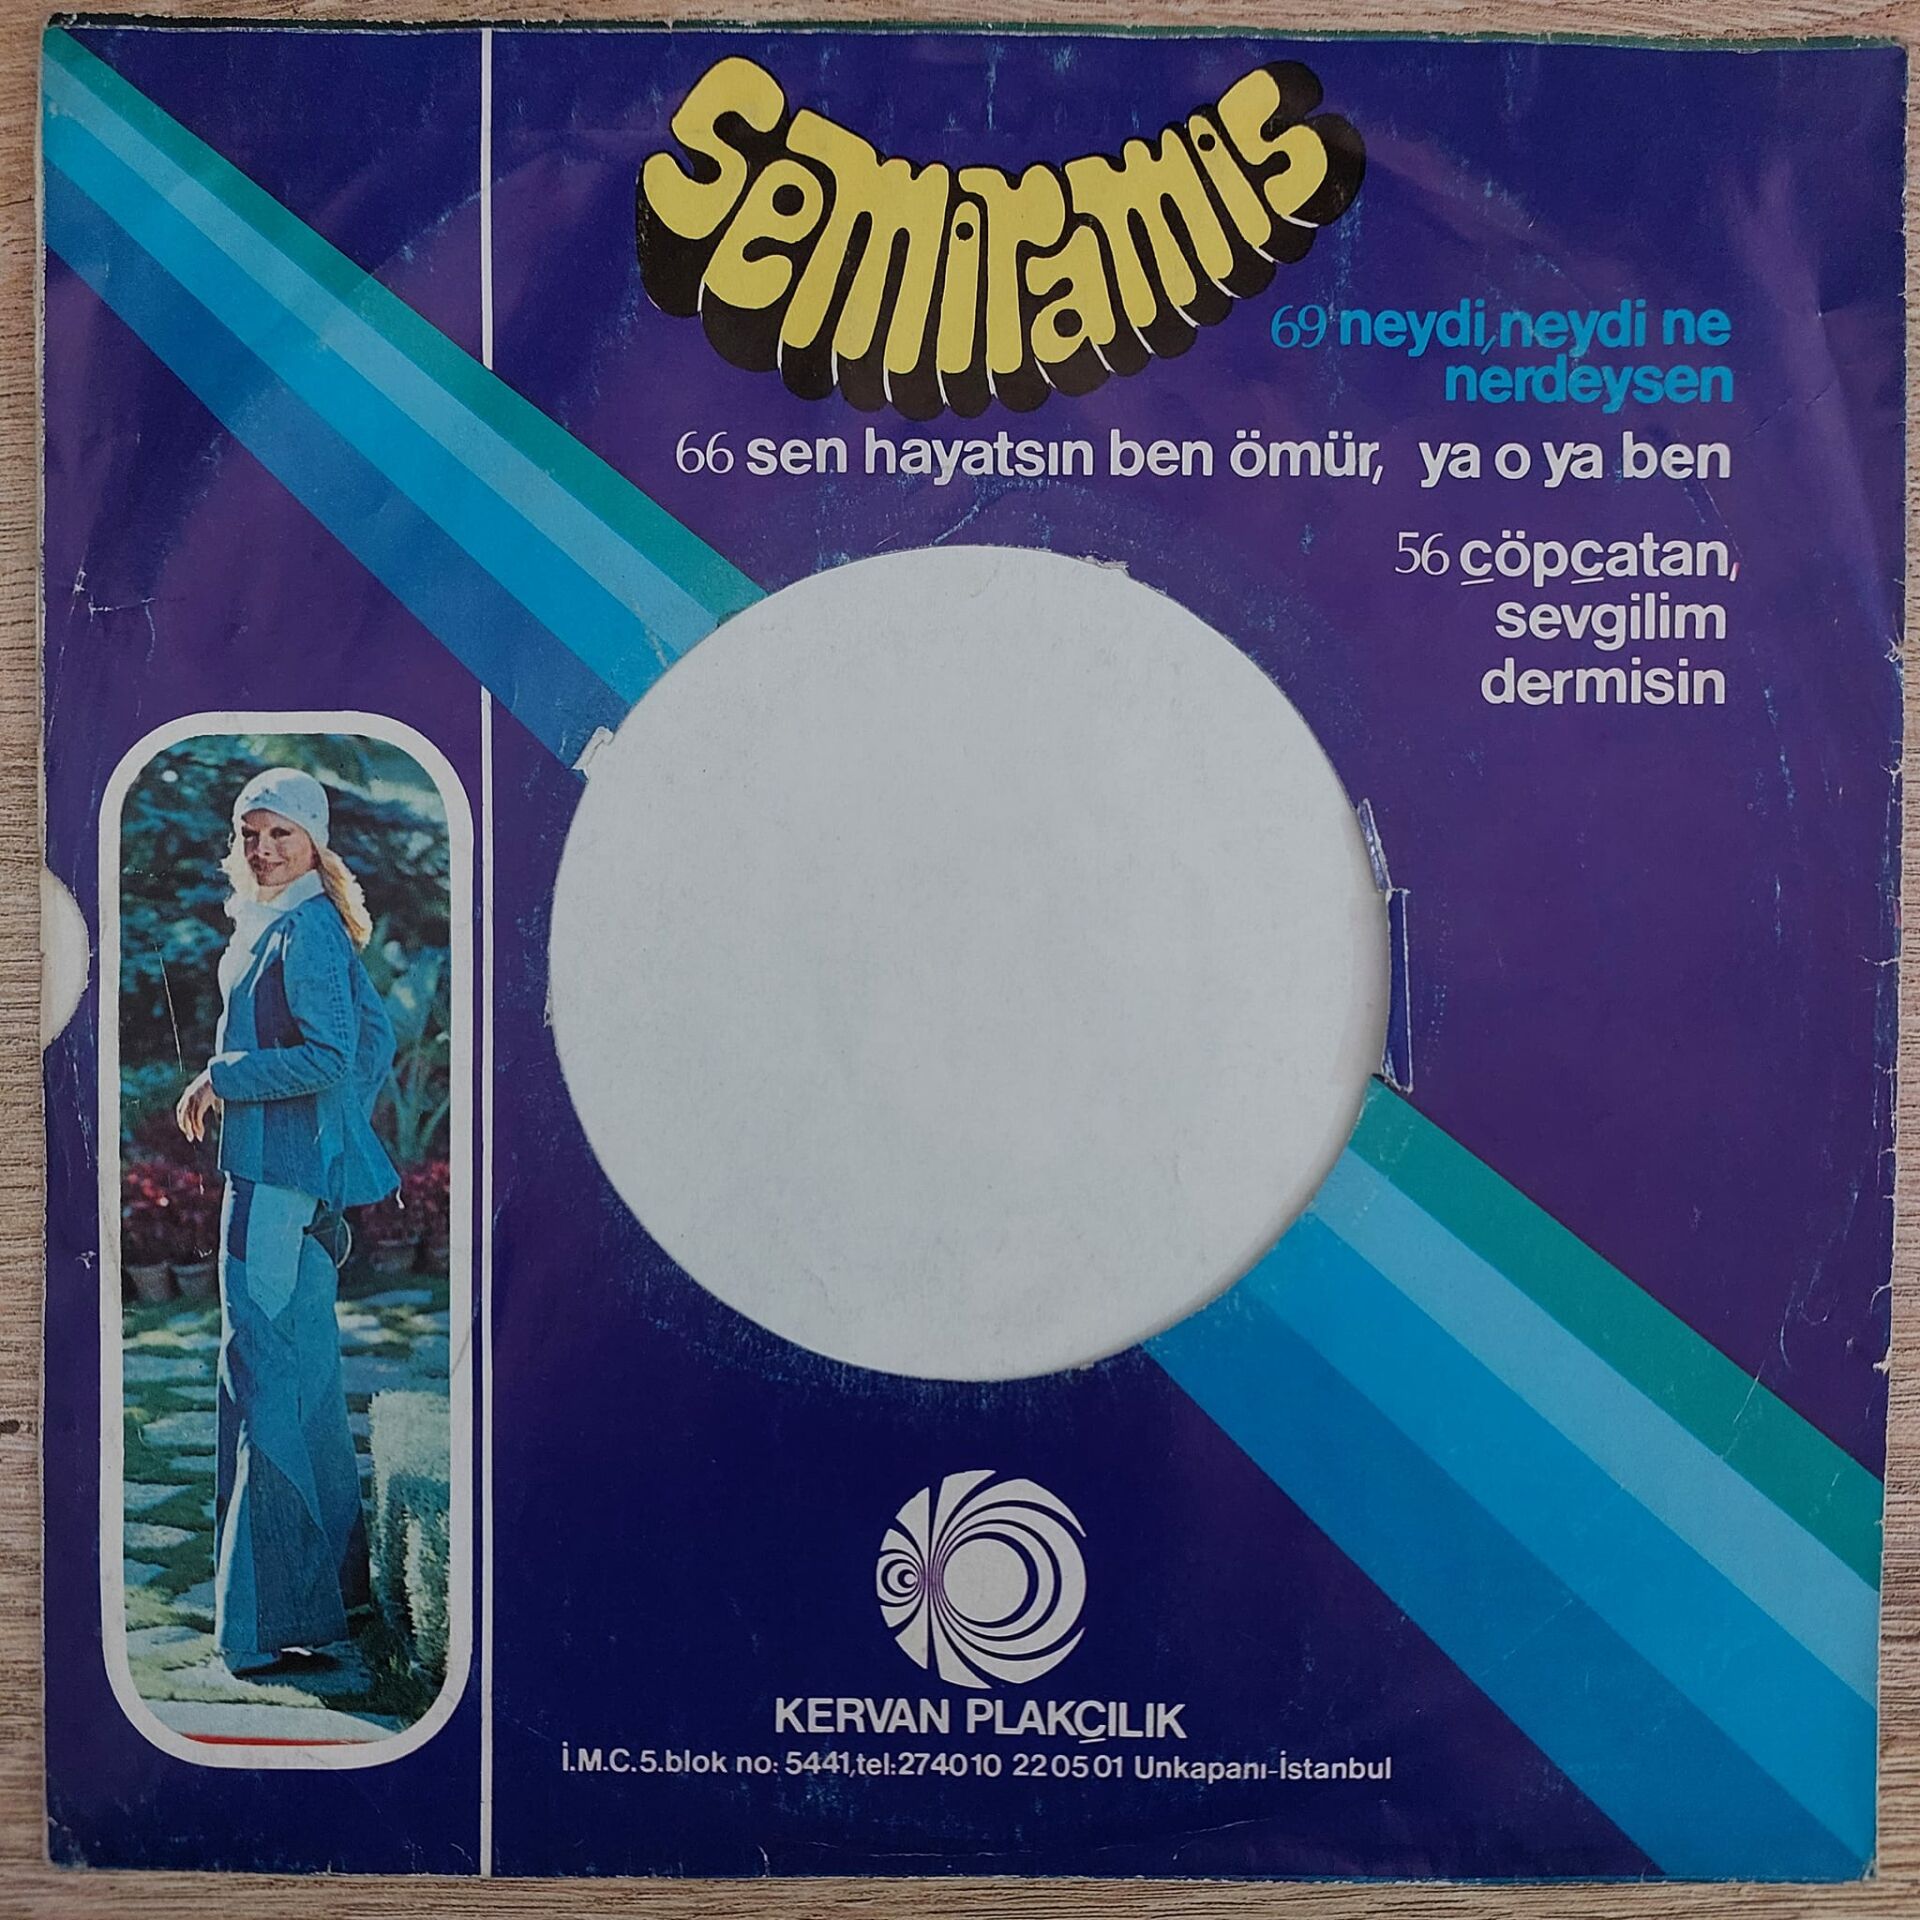 semiramis
69 neydi,neydi ne
nerdeysen
66 sen hayatsın ben ömür, ya o ya ben
56 çöpçatan,
sevgilim
dermisin
KERVAN PLAKÇILIK
İ.M.C.5.blok no: 5441,tel:274010 220501 Unkapanı-İstanbul